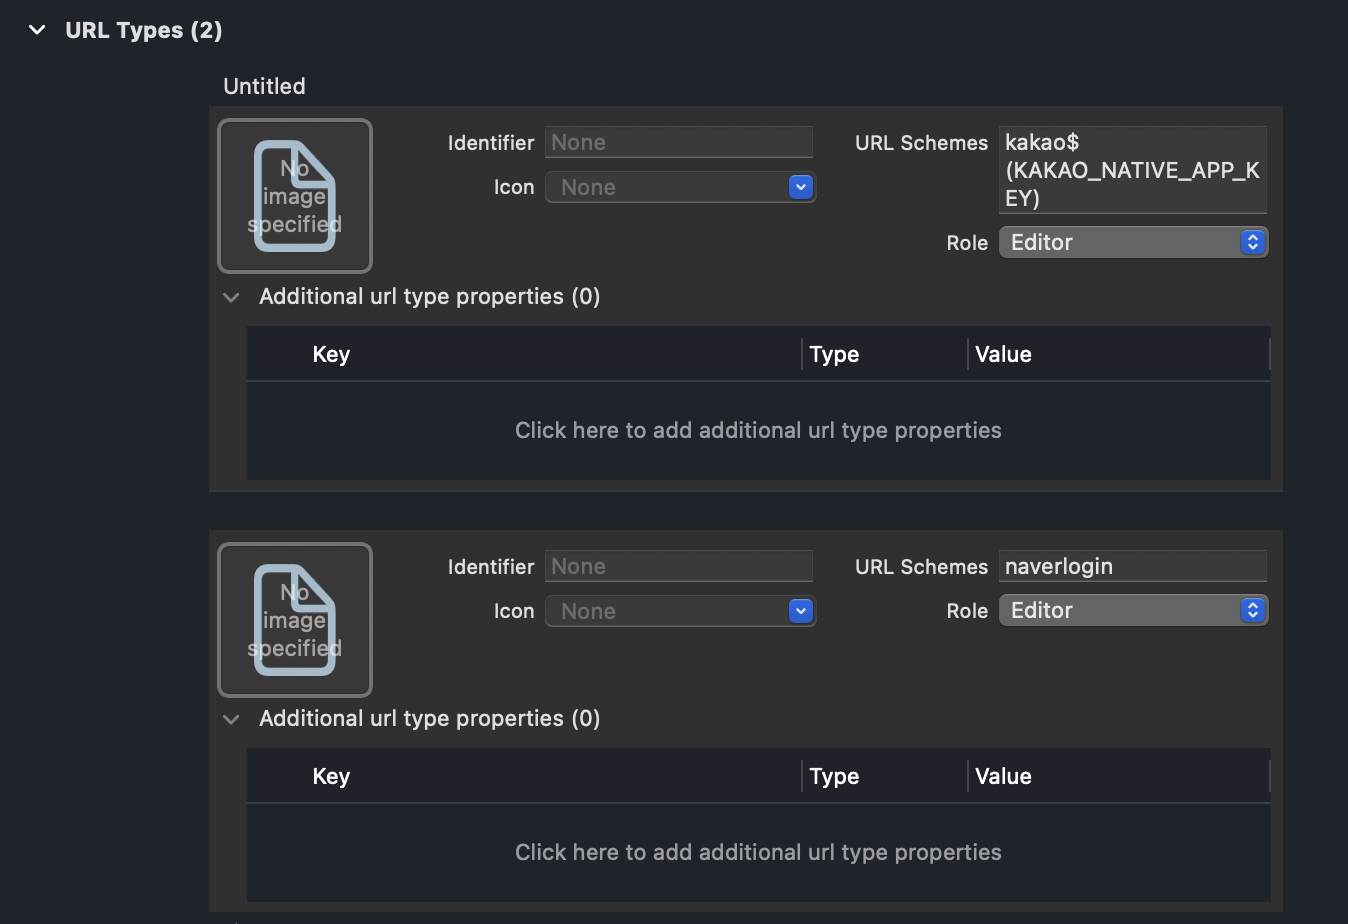 URL Types (2)
Untitled
No
image
specified
Identifier None
Icon None
URL Schemes kakao$
(KAKAO_NATIVE_APP_K
EY)
Role Editor
Additional url type properties (0)
Key Type Value
Click here to add additional url type properties
No
image
specified
Identifier None
Icon None
URL Schemes naverlogin
Role Editor
Additional url type properties (0)
Key Type Value
Click here to add additional url type properties